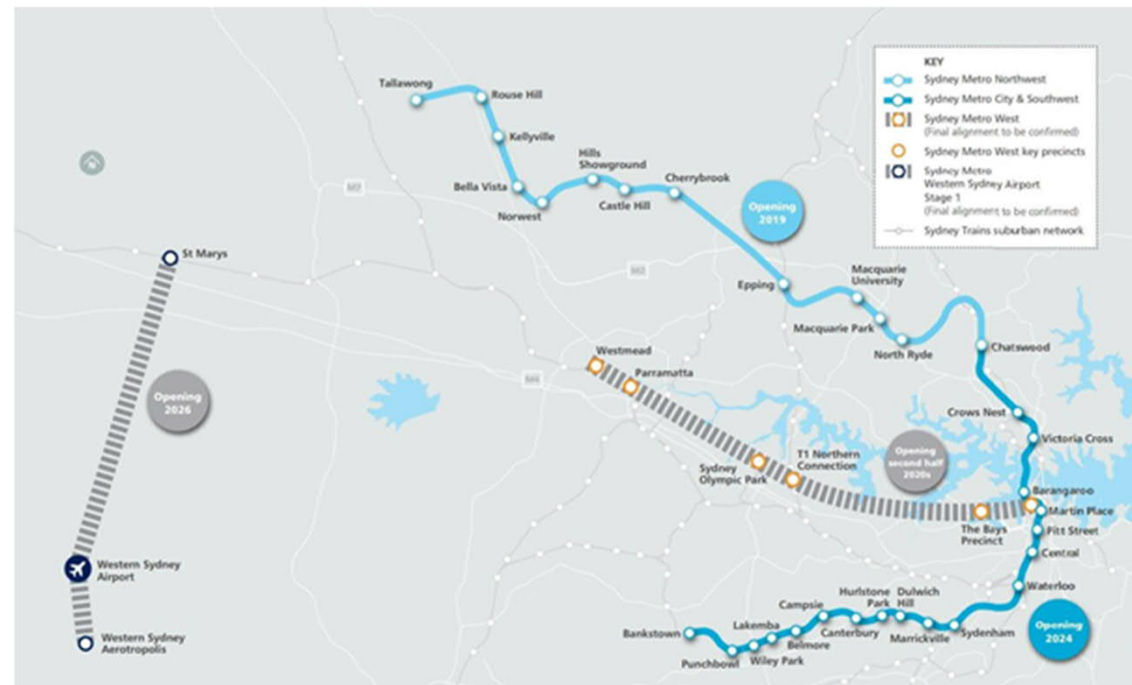 KEY
Sydney Metro Northwest
Sydney Metro City & Southwest
Sydney Metro West
(Final alignment to be confirmed)
Sydney Metro West key precincts
Sydney Metro
Western Sydney Airport
Stage 1
(Final alignment to be confirmed)
Sydney Trains suburban network
Tallawong
Rouse Hill
Kellyville
Hills
Showground
Bella Vista
Norwest
Castle Hill
Cherrybrook
Opening
2019
N
M7
M2
M4
St Marys
Epping
Macquarie
University
Macquarie Park
North Ryde
Chatswood
Westmead
Parramatta
Opening
2026
Crows Nest
Victoria Cross
Sydney
Olympic Park
T1 Northern
Connection
Opening
second half
2020s
Barangaroo
Martin Place
The Bays
Precinct
Pitt Street
Central
Western Sydney
Airport
Waterloo
Western Sydney
Aerotropolis
Bankstown
Punchbowl
Lakemba
Wiley Park
Campsie
Belmore
Canterbury
Hurlstone
Park
Dulwich
Hill
Marrickville
Sydenham
Opening
2024